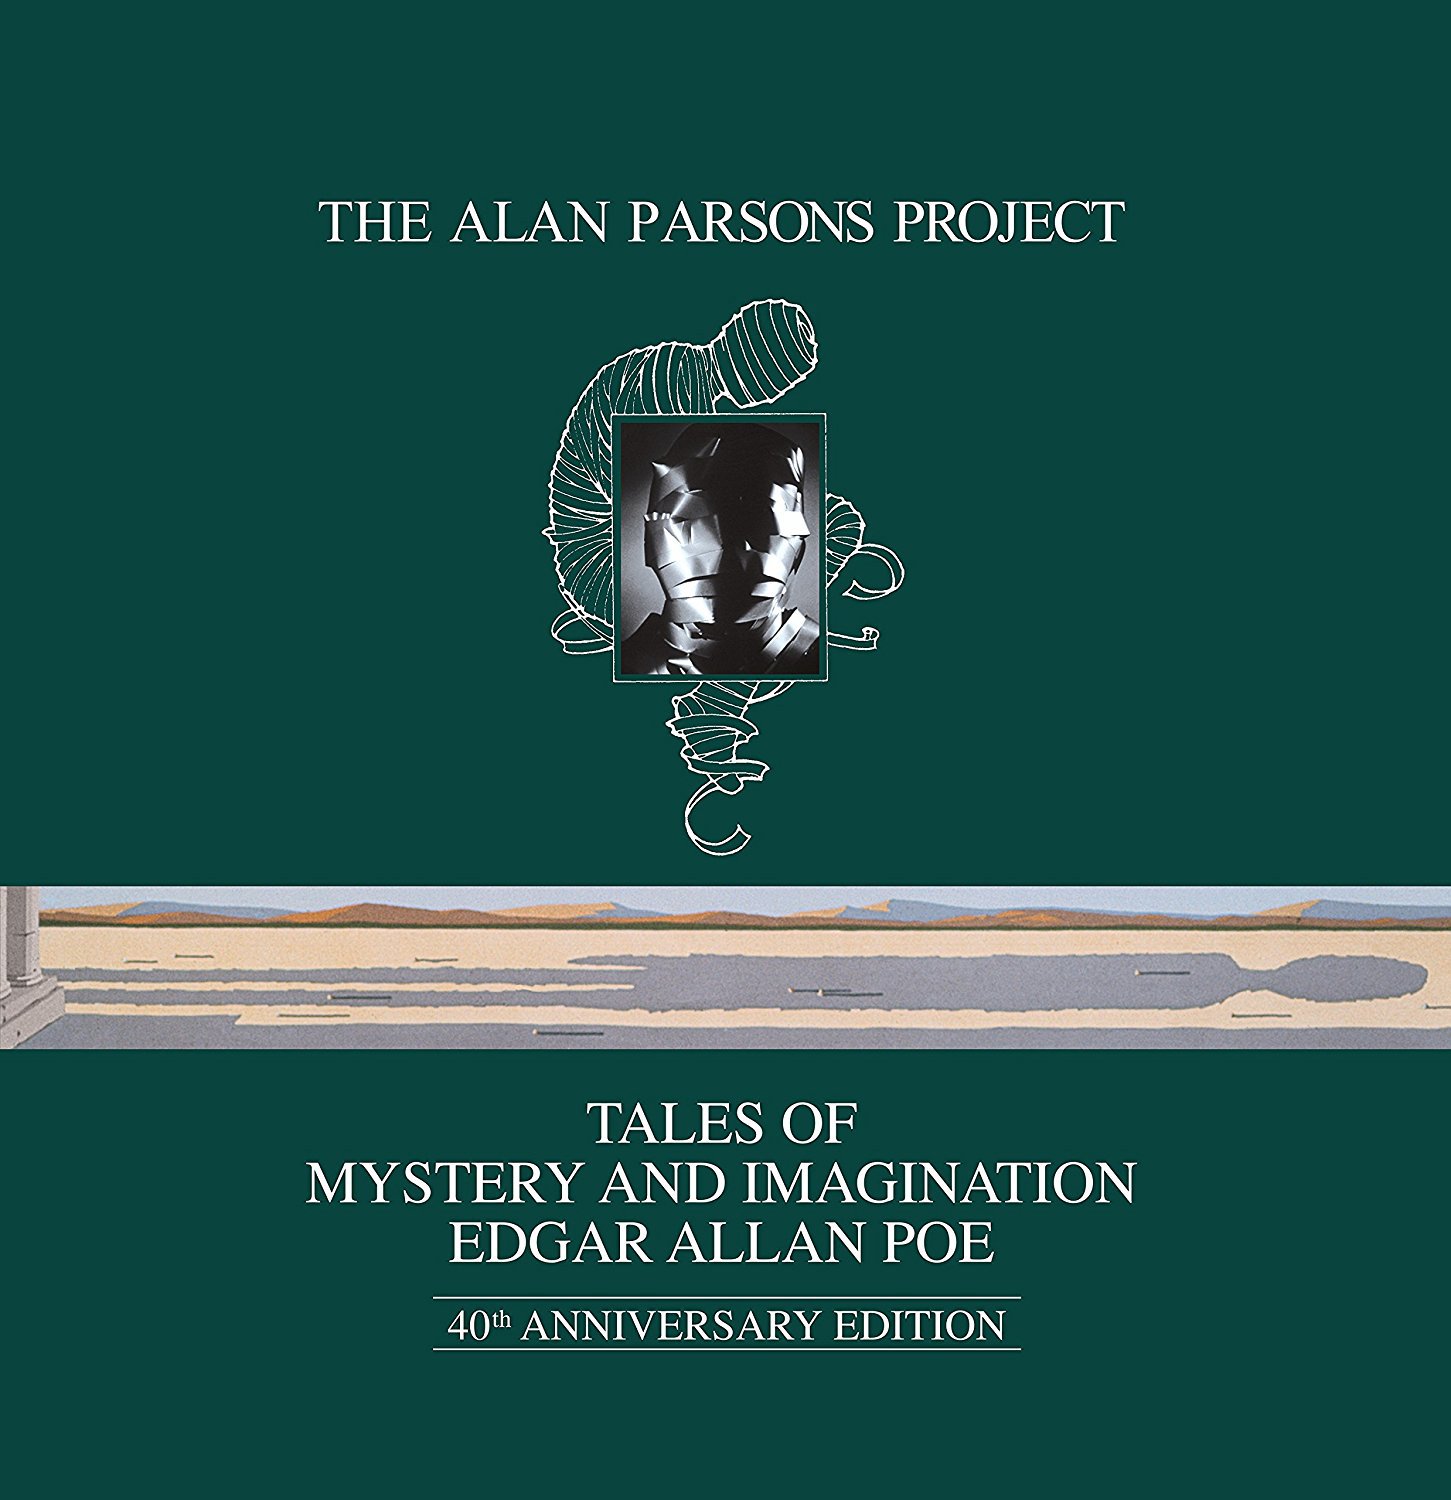 THE ALAN PARSONS PROJECT
TALES OF
MYSTERY AND IMAGINATION
EDGAR ALLAN POE
40th ANNIVERSARY EDITION